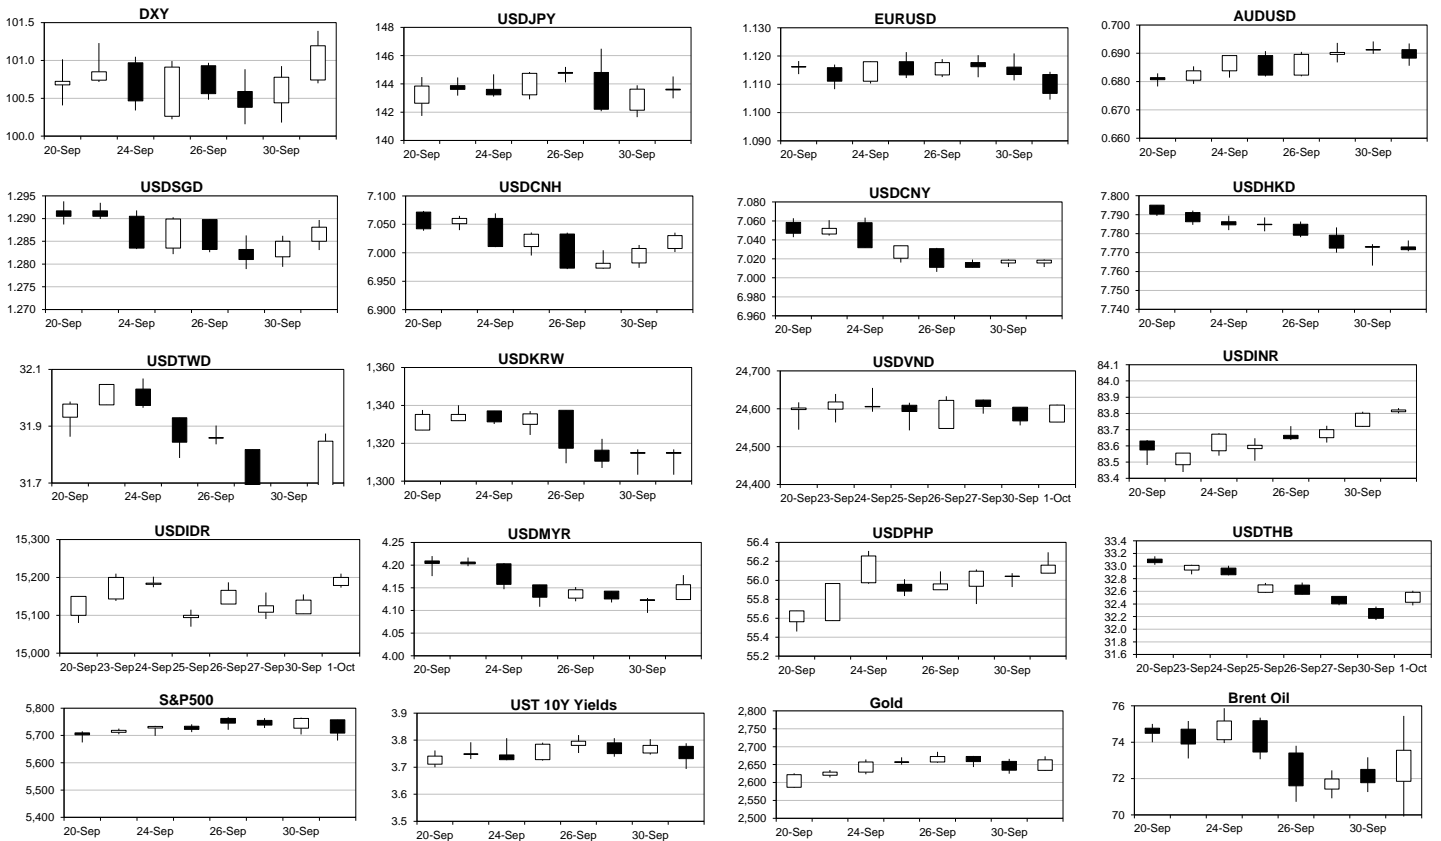 DXY
101.5
101.0
100.5
100.0
20-Sep 24-Sep 26-Sep 30-Sep
USDJPY
148
146
144
142
140
20-Sep 24-Sep 26-Sep 30-Sep
EURUSD
1.130
1.120
1.110
1.100
1.090
20-Sep 24-Sep 26-Sep 30-Sep
AUDUSD
0.700
0.690
0.680
0.670
0.660
20-Sep 24-Sep 26-Sep 30-Sep
USDSGD
1.295
1.290
1.285
1.280
1.275
1.270
20-Sep 24-Sep 26-Sep 30-Sep
USDCNH
7.100
7.050
7.000
6.950
6.900
20-Sep 24-Sep 26-Sep 30-Sep
USDCNY
7.080
7.060
7.040
7.020
7.000
6.980
6.960
20-Sep 24-Sep 26-Sep 30-Sep
USDHKD
7.800
7.790
7.780
7.770
7.760
7.750
7.740
20-Sep 24-Sep 26-Sep 30-Sep
USDTWD
32.1
31.9
31.7
20-Sep 24-Sep 26-Sep 30-Sep
USDKRW
1,360
1,340
1,320
1,300
20-Sep 24-Sep 26-Sep 30-Sep
USDVND
24,700
24,600
24,500
24,400
20-Sep 23-Sep 24-Sep 25-Sep 26-Sep 27-Sep 30-Sep 1-Oct
USDINR
84.1
84.0
83.9
83.8
83.7
83.6
83.5
83.4
20-Sep 24-Sep 26-Sep 30-Sep
USDIDR
15,300
15,200
15,100
15,000
20-Sep 23-Sep 24-Sep 25-Sep 26-Sep 27-Sep 30-Sep 1-Oct
USDMYR
4.25
4.20
4.15
4.10
4.05
4.00
20-Sep 24-Sep 26-Sep 30-Sep
USDPHP
56.4
56.2
56.0
55.8
55.6
55.4
55.2
20-Sep 24-Sep 26-Sep 30-Sep
USDTHB
33.4
33.2
33.0
32.8
32.6
32.4
32.2
32.0
31.8
31.6
20-Sep 23-Sep 24-Sep 25-Sep 26-Sep 27-Sep 30-Sep 1-Oct
S&P500
5,800
5,700
5,600
5,500
5,400
20-Sep 24-Sep 26-Sep 30-Sep
UST 10Y Yields
3.9
3.8
3.7
3.6
3.5
20-Sep 24-Sep 26-Sep 30-Sep
Gold
2,800
2,750
2,700
2,650
2,600
2,550
2,500
20-Sep 24-Sep 26-Sep 30-Sep
Brent Oil
76
74
72
70
20-Sep 24-Sep 26-Sep 30-Sep